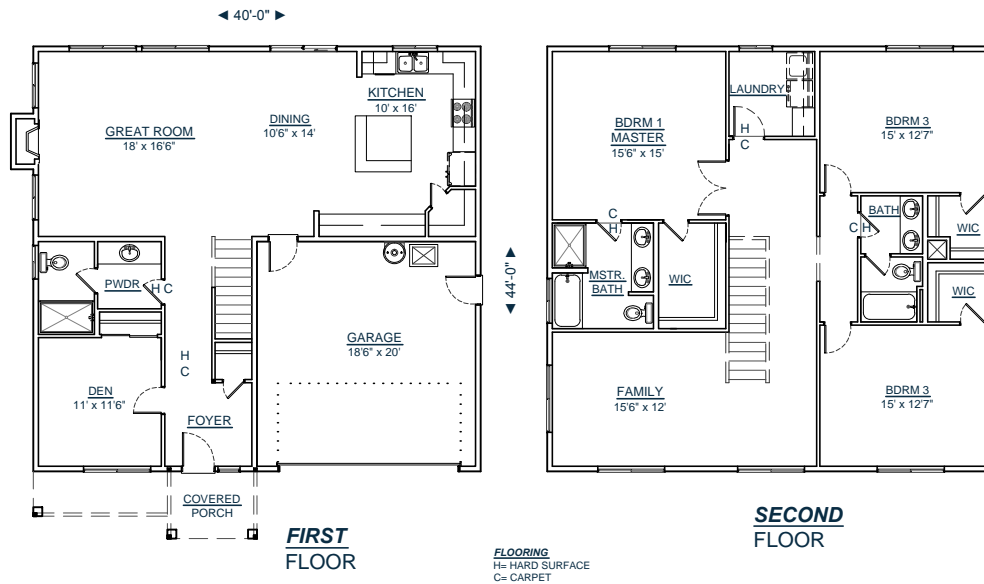 ◄ 40'-0" ►
KITCHEN
10' x 16'
DINING
10'6" x 14'
GREAT ROOM
18' x 16'6"
PWDR.
H C
◄ 44'-0" ►
GARAGE
18'6" x 20'
H
C
DEN
11' x 11'6"
FOYER
COVERED
PORCH
FIRST
FLOOR
LAUNDRY
BDRM 1
MASTER
15'6" x 15'
H
C
BDRM 3
15' x 12'7"
C
H
BATH
C H
WIC
MSTR.
BATH
WIC
WIC
FAMILY
15'6" x 12'
BDRM 3
15' x 12'7"
SECOND
FLOOR
FLOORING
H= HARD SURFACE
C= CARPET